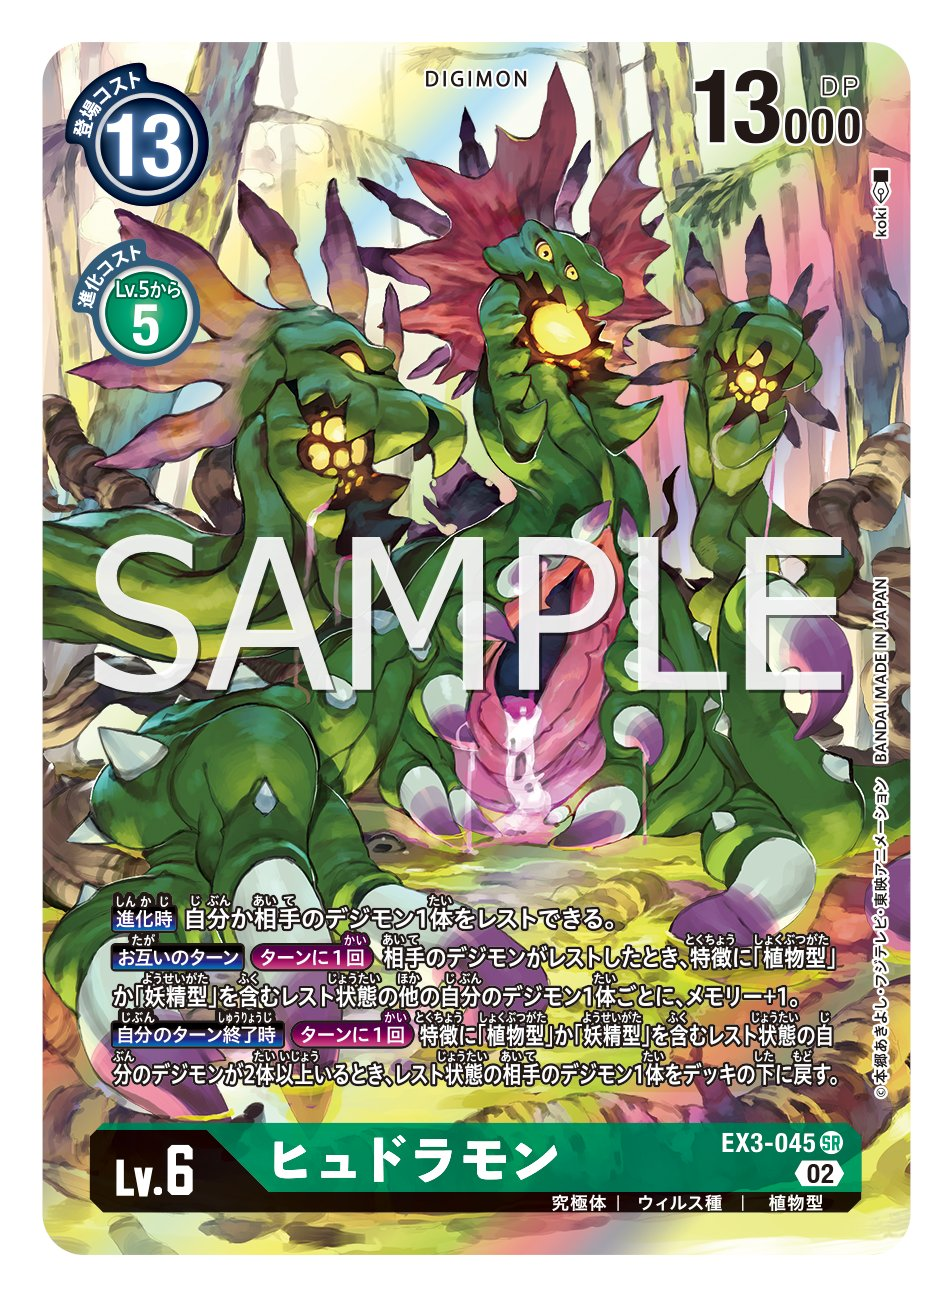 DIGIMON
登場コスト
13
13000
DP
koki
進化コスト
Lv.5から
5
SAMPLE
BANDAI MADE IN JAPAN
©本郷あきよし・フジテレビ・東映アニメーション
進化時 自分か相手のデジモン1体をレストできる。
お互いのターン ターンに1回 相手のデジモンがレストしたとき、特徴に「植物型」
か「妖精型」を含むレスト状態の他の自分のデジモン1体ごとに、メモリー+1。
自分のターン終了時 ターンに1回 特徴に「植物型」か「妖精型」を含むレスト状態の自
分のデジモンが2体以上いるとき、レスト状態の相手のデジモン1体をデッキの下に戻す。
EX3-045 SR
Lv.6 ヒュドラモン
02
究極体 | ウィルス種 | 植物型